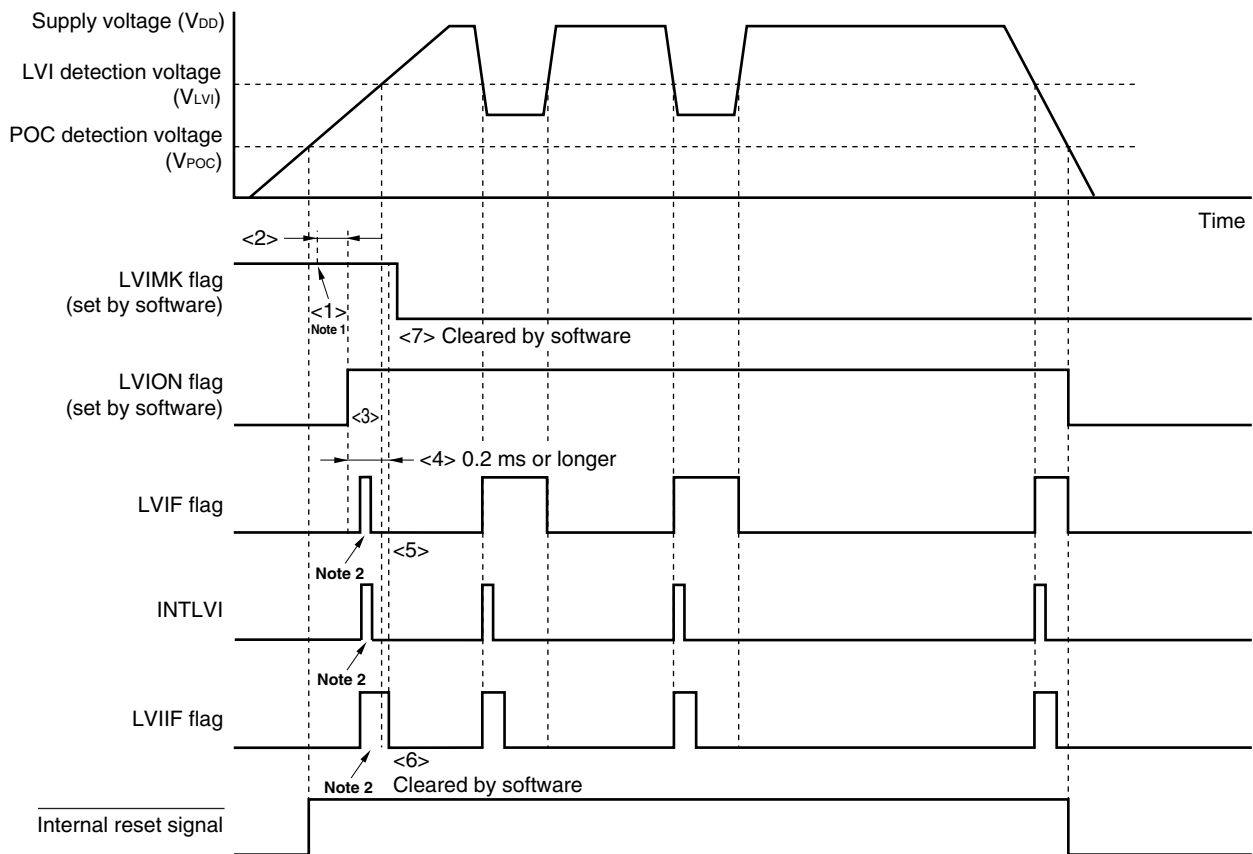 Supply voltage (VDD)
LVI detection voltage
(VLVI)
POC detection voltage
(VPOC)
Time
<2>
LVIMK flag
(set by software)
<1>
Note 1
<7> Cleared by software
LVION flag
(set by software)
<3>
<4> 0.2 ms or longer
LVIF flag
<5>
Note 2
INTLVI
Note 2
LVIIF flag
<6>
Note 2
Cleared by software
Internal reset signal